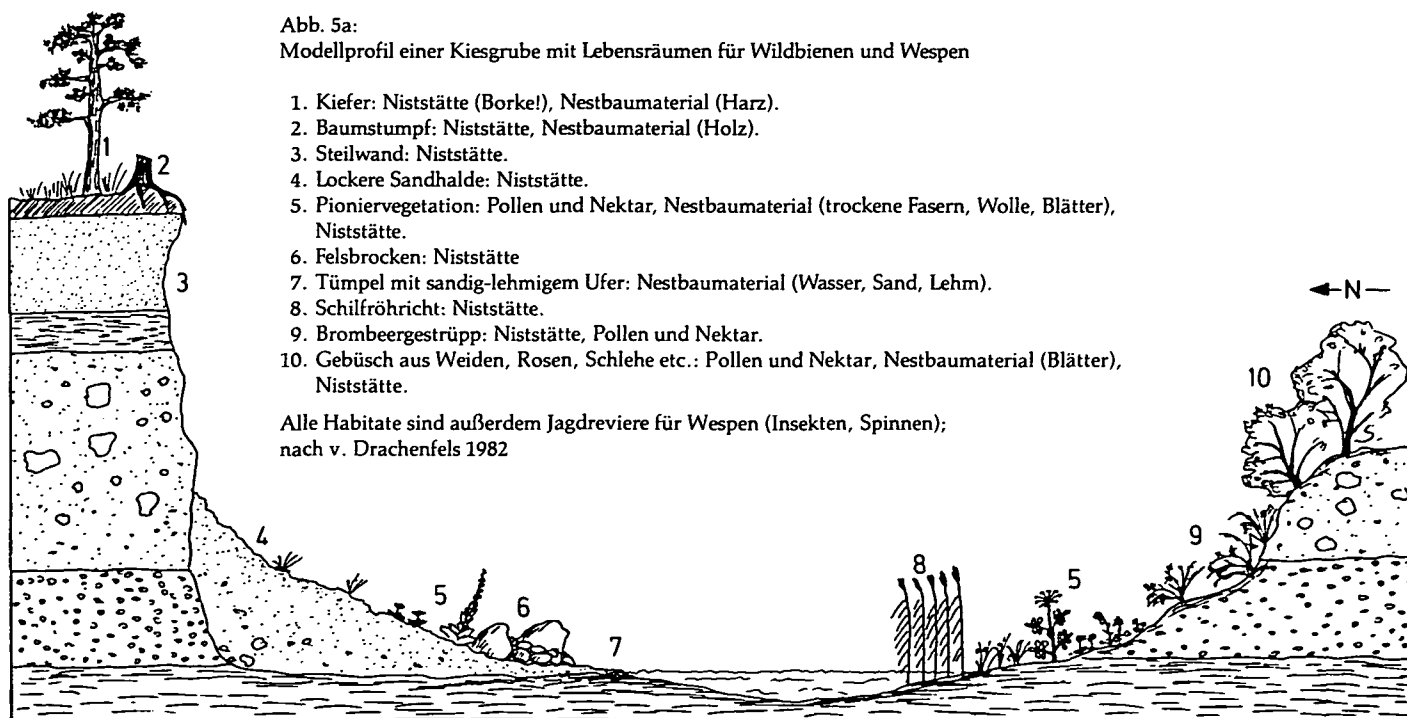 Abb. 5a:
Modellprofil einer Kiesgrube mit Lebensräumen für Wildbienen und Wespen
1. Kiefer: Niststätte (Borke!), Nestbaumaterial (Harz).
2. Baumstumpf: Niststätte, Nestbaumaterial (Holz).
3. Steilwand: Niststätte.
4. Lockere Sandhalde: Niststätte.
5. Pioniervegetation: Pollen und Nektar, Nestbaumaterial (trockene Fasern, Wolle, Blätter),
Niststätte.
6. Felsbrocken: Niststätte
7. Tümpel mit sandig-lehmigem Ufer: Nestbaumaterial (Wasser, Sand, Lehm).
8. Schilfröhricht: Niststätte.
9. Brombeergestrüpp: Niststätte, Pollen und Nektar.
10. Gebüsch aus Weiden, Rosen, Schlehe etc.: Pollen und Nektar, Nestbaumaterial (Blätter),
Niststätte.
Alle Habitate sind außerdem Jagdreviere für Wespen (Insekten, Spinnen);
nach v. Drachenfels 1982
1
2
3
4
5
6
7
8
5
9
10
N